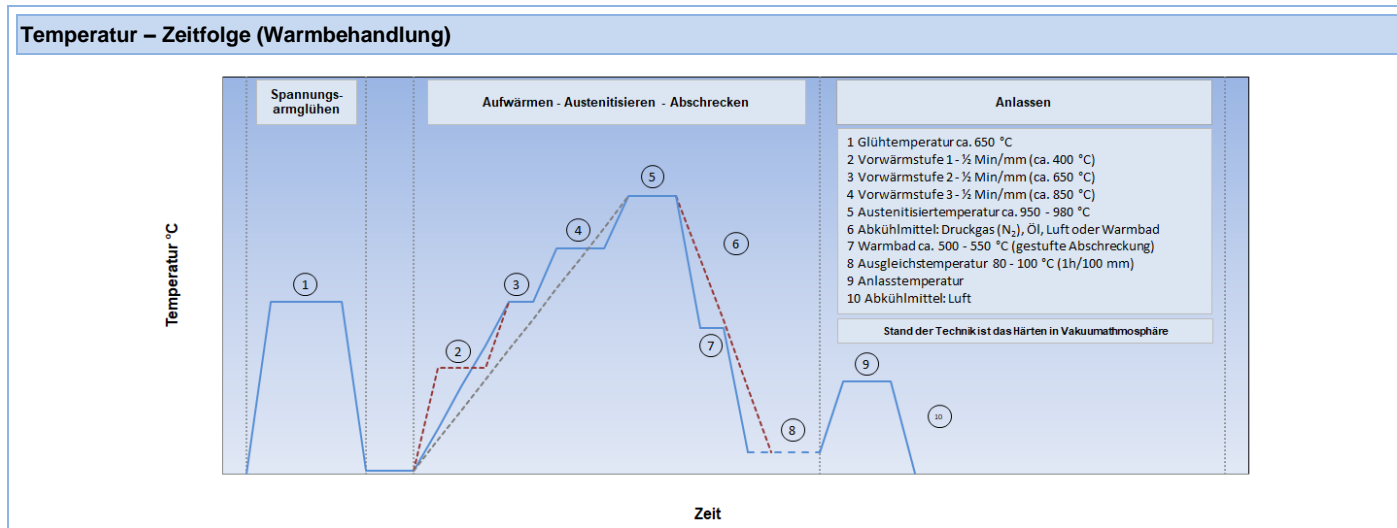 Temperatur – Zeitfolge (Warmbehandlung)
Spannungs-
armglühen
Aufwärmen - Austenitisieren - Abschrecken
Anlassen
1 Glühtemperatur ca. 650 °C
2 Vorwärmstufe 1 - ½ Min/mm (ca. 400 °C)
3 Vorwärmstufe 2 - ½ Min/mm (ca. 650 °C)
4 Vorwärmstufe 3 - ½ Min/mm (ca. 850 °C)
5 Austenitisiertemperatur ca. 950 - 980 °C
6 Abkühlmittel: Druckgas (N₂), Öl, Luft oder Warmbad
7 Warmbad ca. 500 - 550 °C (gestufte Abschreckung)
8 Ausgleichstemperatur 80 - 100 °C (1h/100 mm)
9 Anlasstemperatur
10 Abkühlmittel: Luft
Stand der Technik ist das Härten in Vakuumathmosphäre
Temperatur °C
1
2
3
4
5
6
7
8
9
10
Zeit